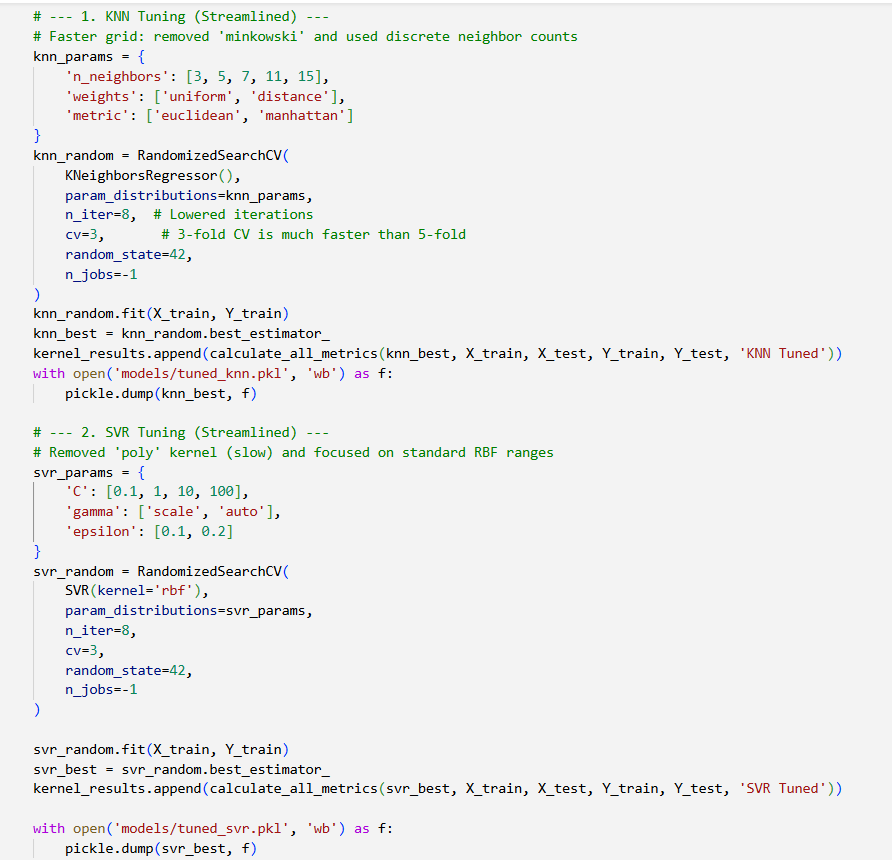 # --- 1. KNN Tuning (Streamlined) ---
# Faster grid: removed 'minkowski' and used discrete neighbor counts
knn_params = {
    'n_neighbors': [3, 5, 7, 11, 15],
    'weights': ['uniform', 'distance'],
    'metric': ['euclidean', 'manhattan']
}
knn_random = RandomizedSearchCV(
    KNeighborsRegressor(),
    param_distributions=knn_params,
    n_iter=8,  # Lowered iterations
    cv=3,       # 3-fold CV is much faster than 5-fold
    random_state=42,
    n_jobs=-1
)
knn_random.fit(X_train, Y_train)
knn_best = knn_random.best_estimator_
kernel_results.append(calculate_all_metrics(knn_best, X_train, X_test, Y_train, Y_test, 'KNN Tuned'))
with open('models/tuned_knn.pkl', 'wb') as f:
    pickle.dump(knn_best, f)

# --- 2. SVR Tuning (Streamlined) ---
# Removed 'poly' kernel (slow) and focused on standard RBF ranges
svr_params = {
    'C': [0.1, 1, 10, 100],
    'gamma': ['scale', 'auto'],
    'epsilon': [0.1, 0.2]
}
svr_random = RandomizedSearchCV(
    SVR(kernel='rbf'),
    param_distributions=svr_params,
    n_iter=8,
    cv=3,
    random_state=42,
    n_jobs=-1
)

svr_random.fit(X_train, Y_train)
svr_best = svr_random.best_estimator_
kernel_results.append(calculate_all_metrics(svr_best, X_train, X_test, Y_train, Y_test, 'SVR Tuned'))

with open('models/tuned_svr.pkl', 'wb') as f:
    pickle.dump(svr_best, f)